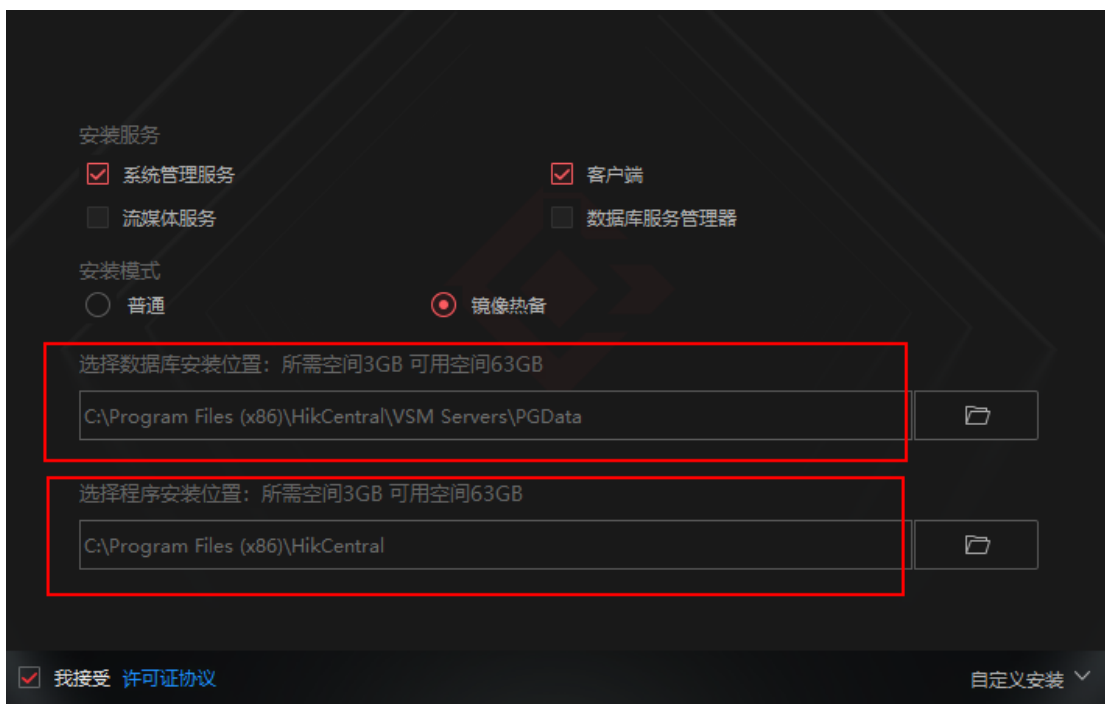 安装服务
系统管理服务 客户端
流媒体服务 数据库服务管理器
安装模式
普通 镜像热备
选择数据库安装位置：所需空间3GB 可用空间63GB
C:\Program Files (x86)\HikCentral\VSM Servers\PGData
选择程序安装位置：所需空间3GB 可用空间63GB
C:\Program Files (x86)\HikCentral
我接受 许可证协议 自定义安装